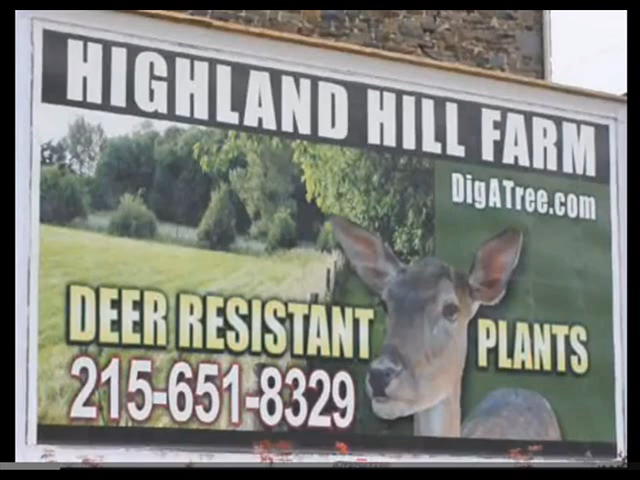 HIGHLAND HILL FARM
DigATree.com
DEER RESISTANT PLANTS
215-651-8329